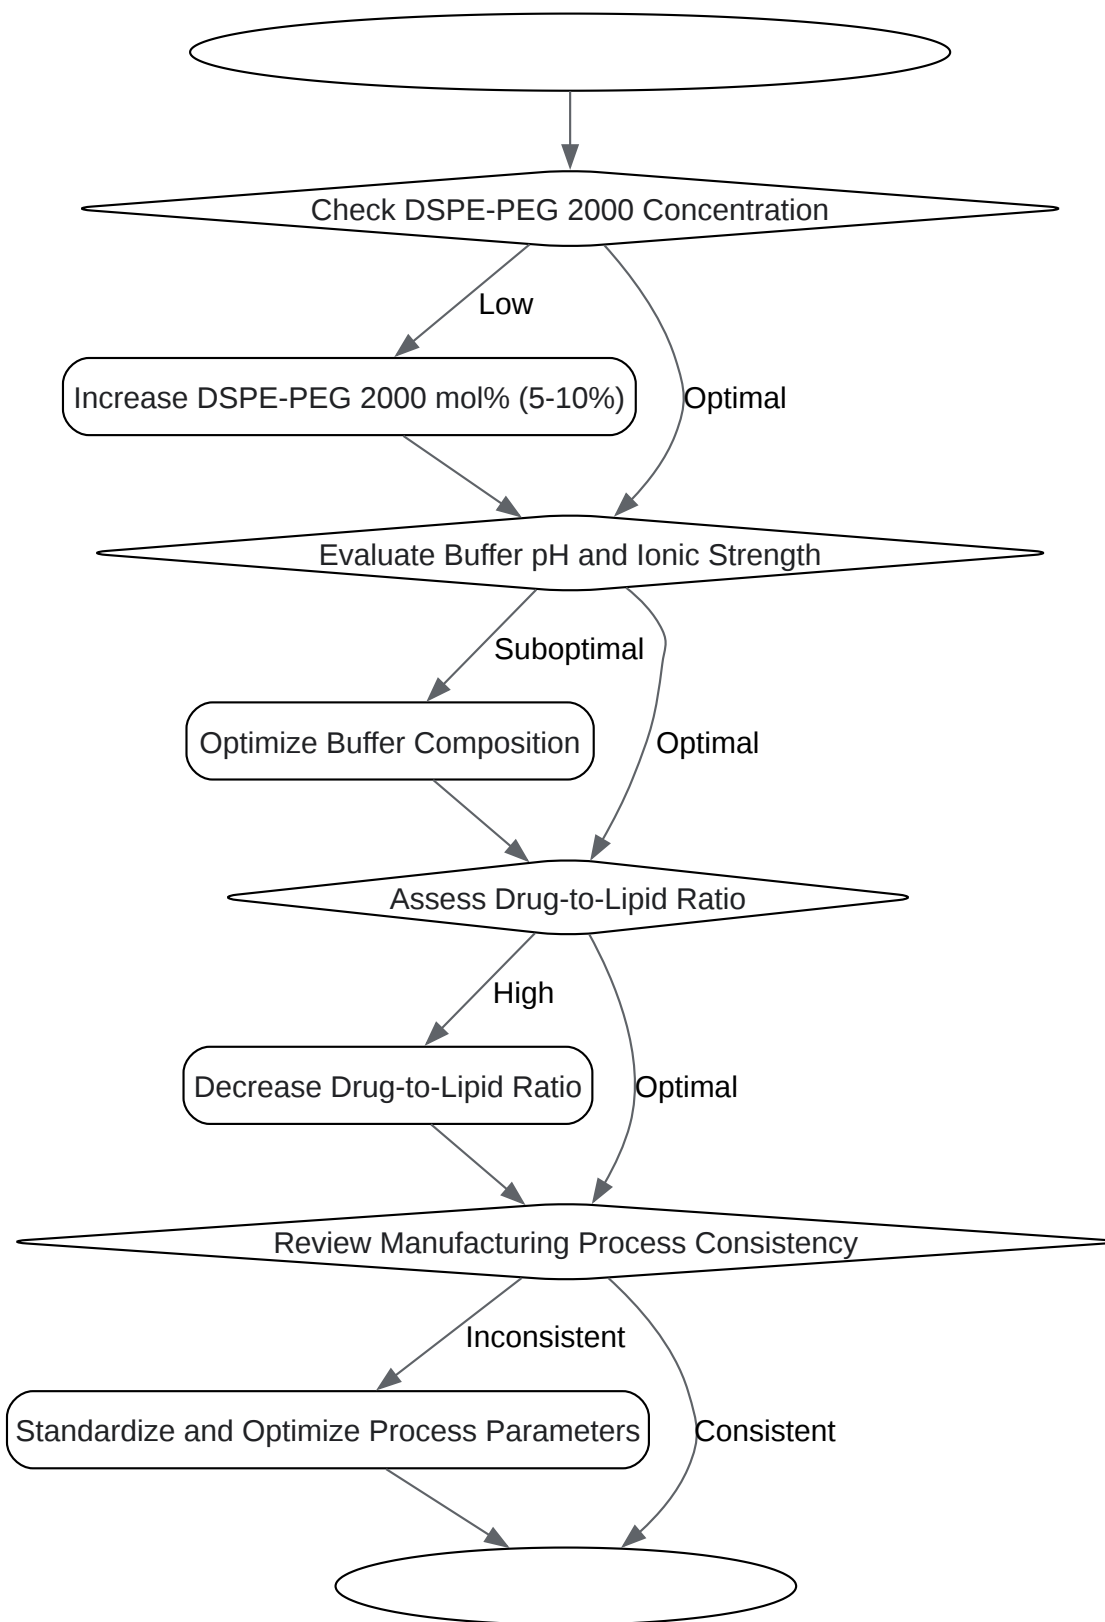 Check DSPE-PEG 2000 Concentration
Low
Increase DSPE-PEG 2000 mol% (5-10%)
Optimal
Evaluate Buffer pH and Ionic Strength
Suboptimal
Optimize Buffer Composition
Optimal
Assess Drug-to-Lipid Ratio
High
Decrease Drug-to-Lipid Ratio
Optimal
Review Manufacturing Process Consistency
Inconsistent
Standardize and Optimize Process Parameters
Consistent